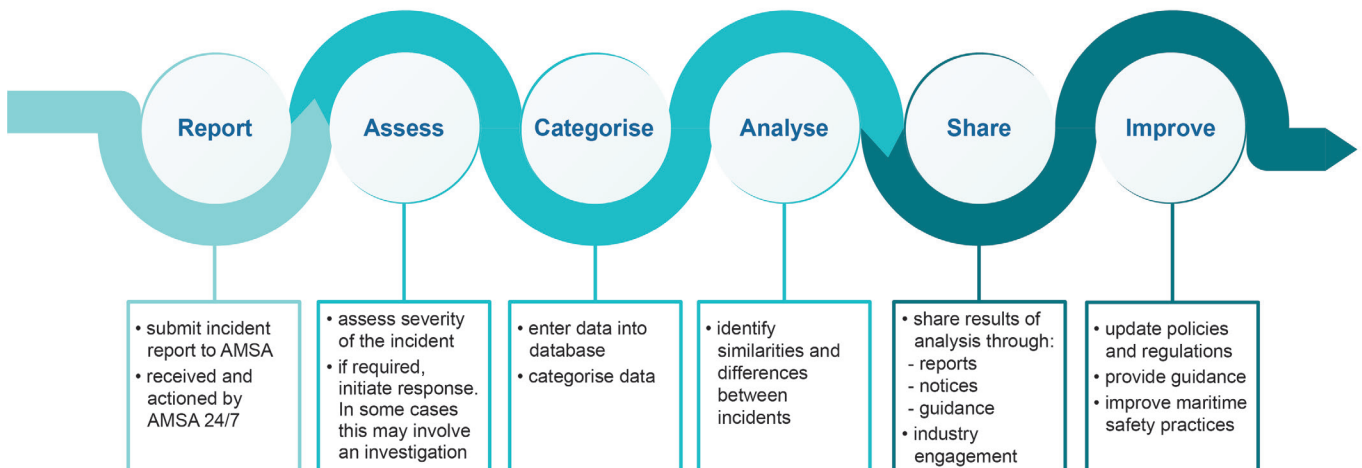 Report
Assess
Categorise
Analyse
Share
Improve
• submit incident
report to AMSA
• received and
actioned by
AMSA 24/7
• assess severity
of the incident
• if required,
initiate response.
In some cases
this may involve
an investigation
• enter data into
database
• categorise data
• identify
similarities and
differences
between
incidents
• share results of
analysis through:
- reports
- notices
- guidance
• industry
engagement
• update policies
and regulations
• provide guidance
• improve maritime
safety practices